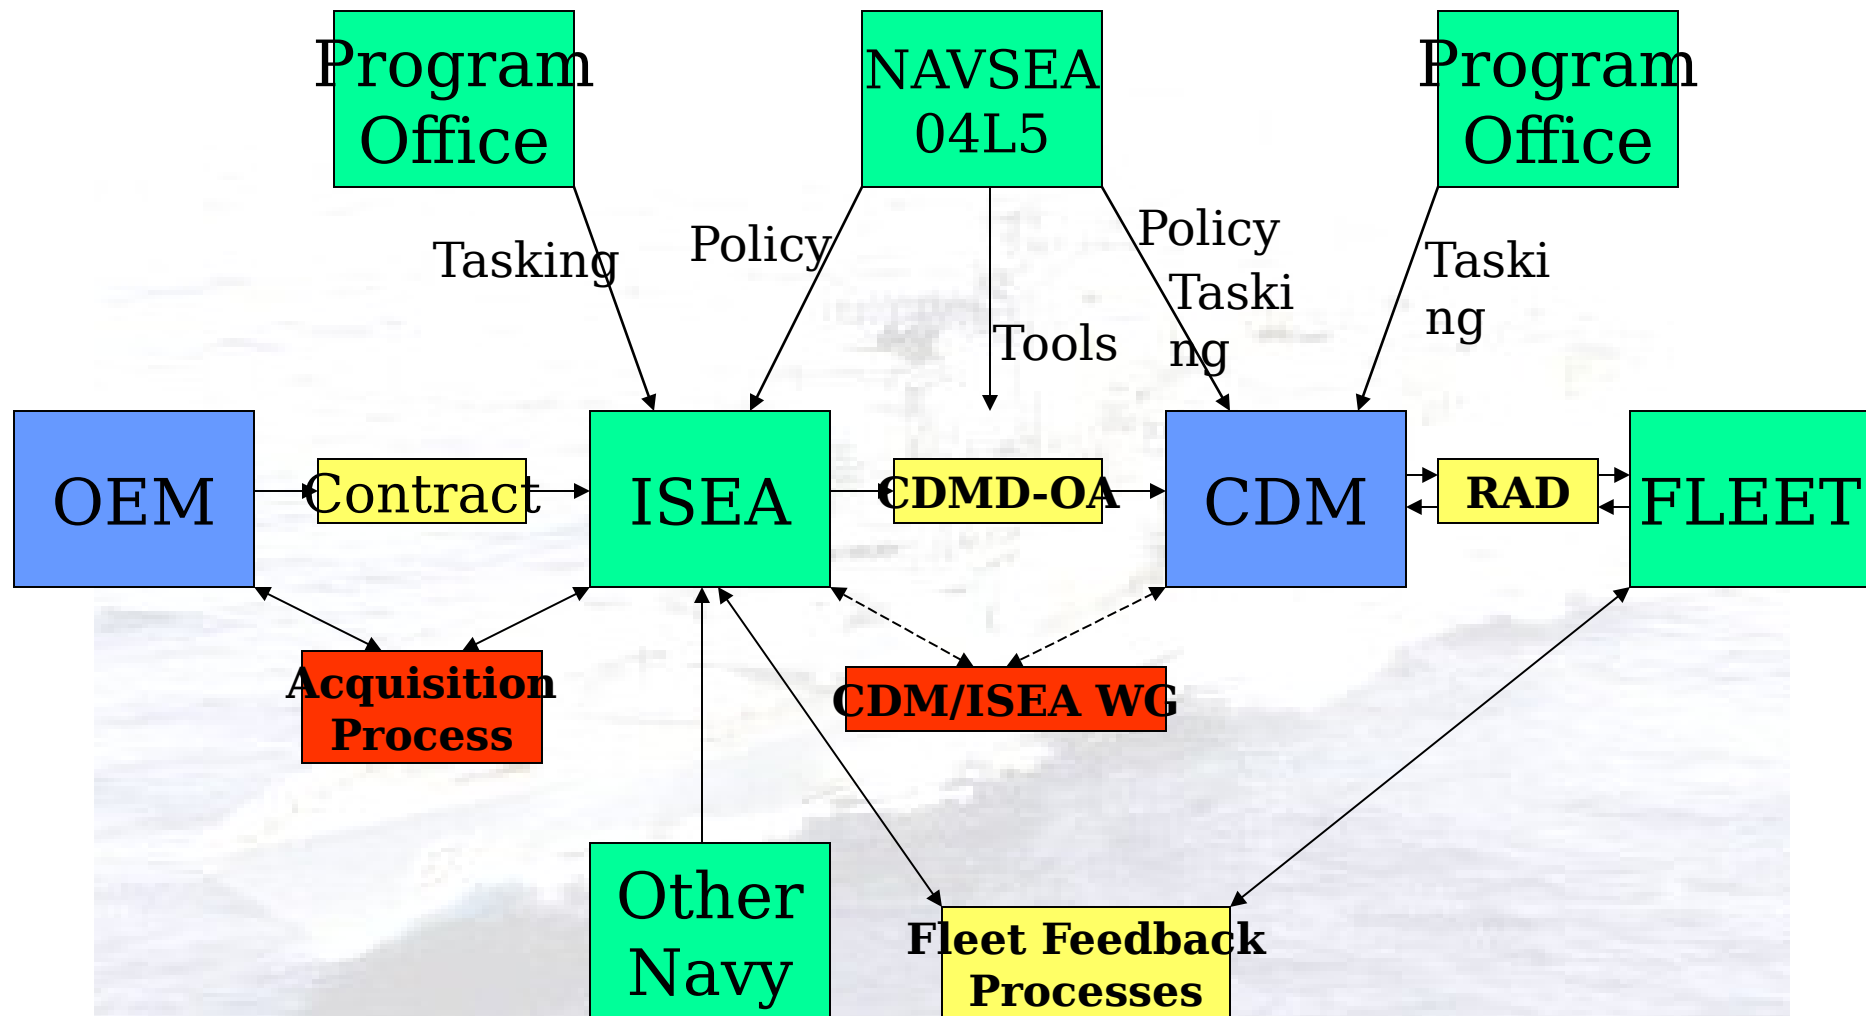 Program
Office
NAVSEA
04L5
Program
Office
Tasking
Policy
Tools
Policy
Taski
ng
Taski
ng
OEM
Contract
ISEA
CDMD-OA
CDM
RAD
FLEET
Acquisition
Process
CDM/ISEA WG
Other
Navy
Fleet Feedback
Processes